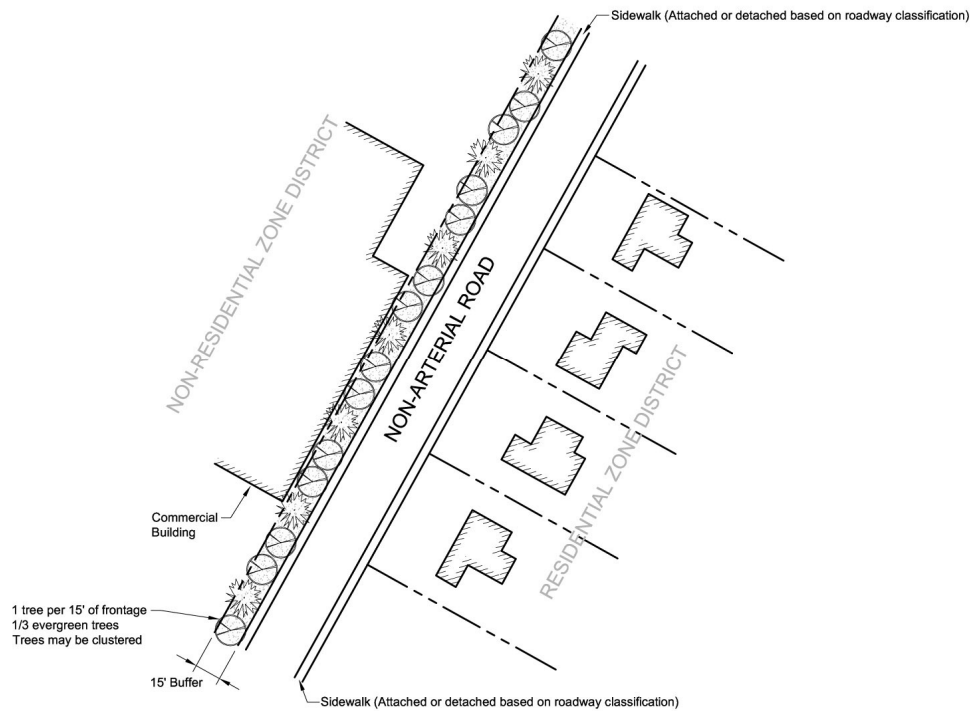 Sidewalk (Attached or detached based on roadway classification)
NON-RESIDENTIAL ZONE DISTRICT
NON-ARTERIAL ROAD
RESIDENTIAL ZONE DISTRICT
Commercial
Building
1 tree per 15' of frontage
1/3 evergreen trees
Trees may be clustered
15' Buffer
Sidewalk (Attached or detached based on roadway classification)